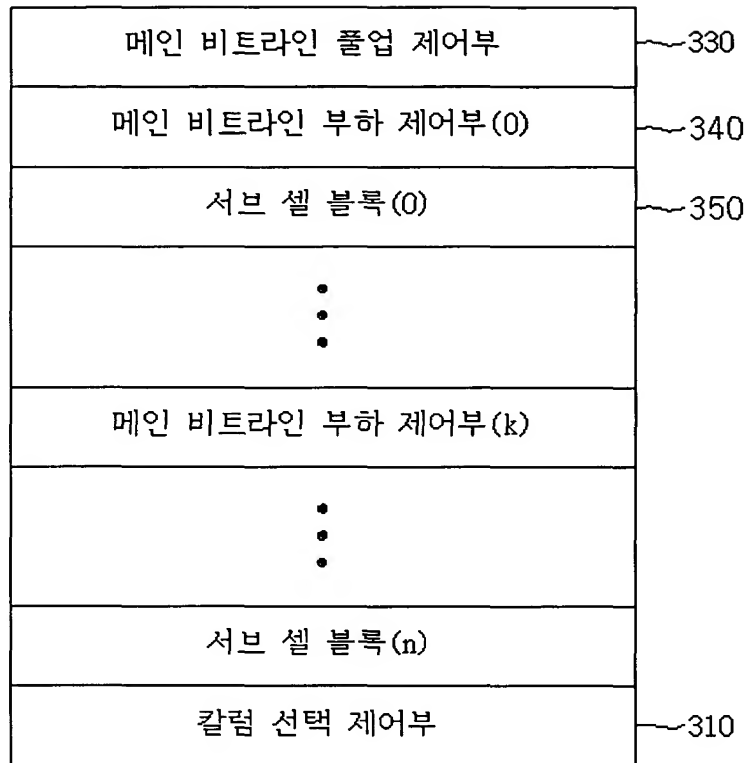 메인 비트라인 풀업 제어부 330
메인 비트라인 부하 제어부(0) 340
서브 셀 블록(0) 350
메인 비트라인 부하 제어부(k)
서브 셀 블록(n)
칼럼 선택 제어부 310